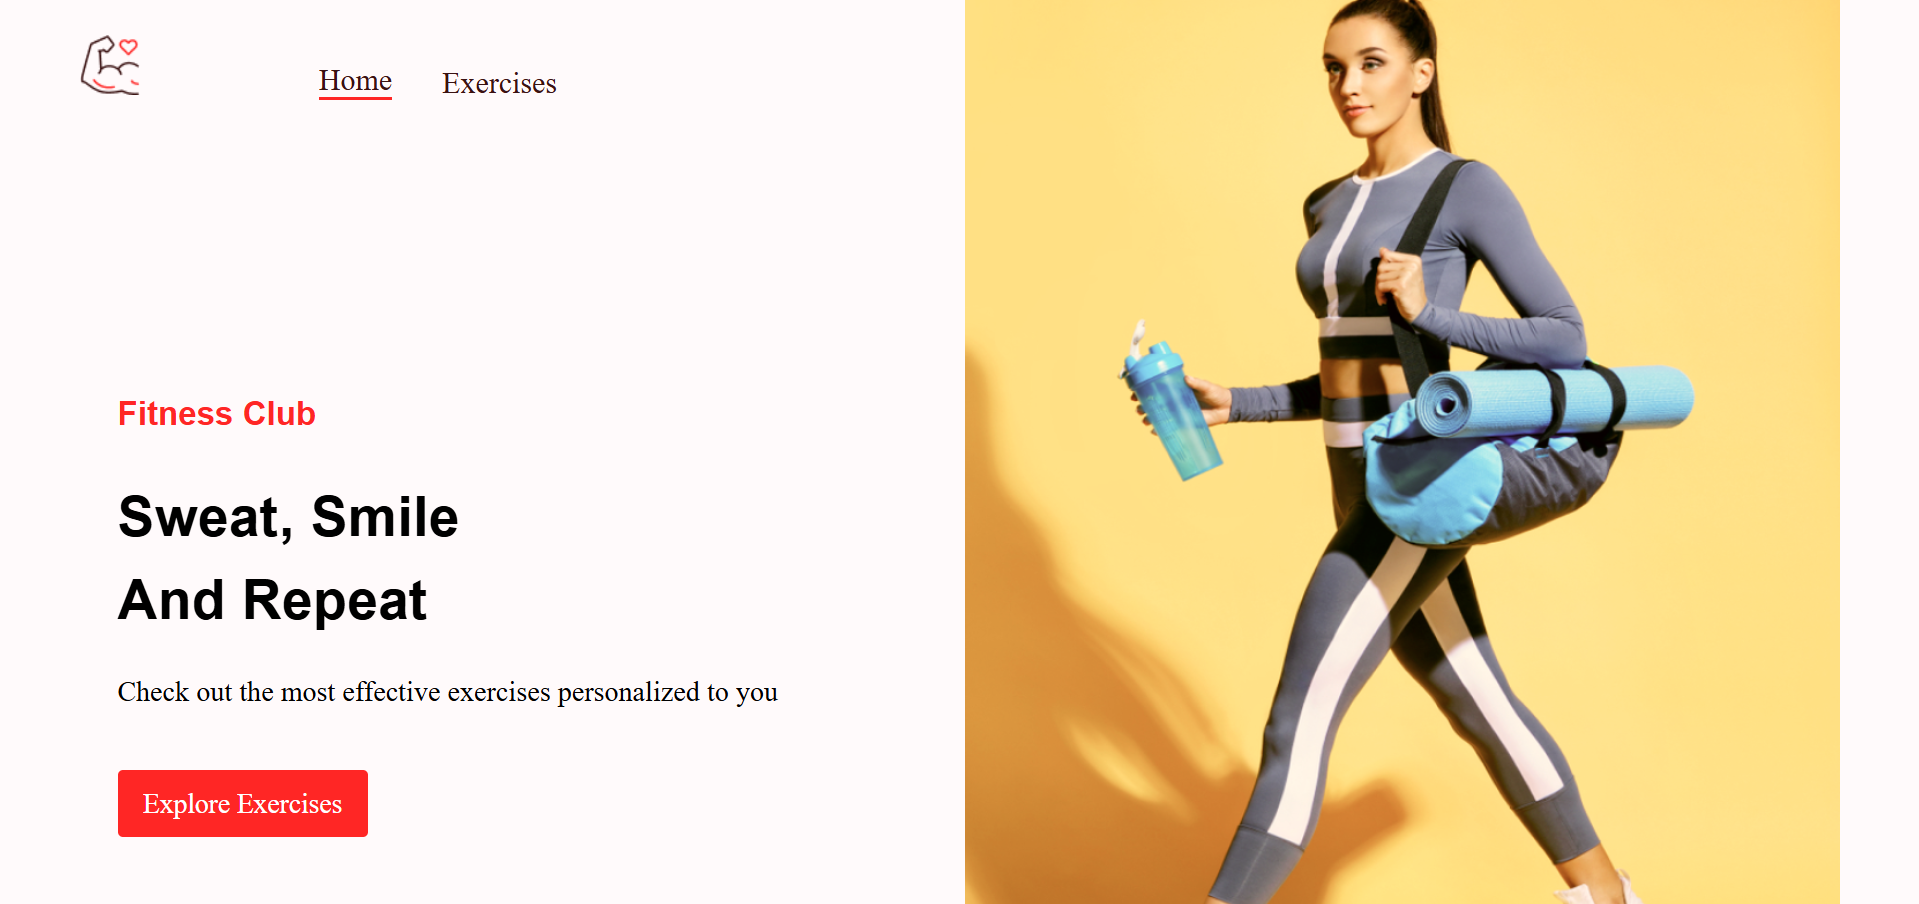 Home
Exercises
Fitness Club
Sweat, Smile
And Repeat
Check out the most effective exercises personalized to you
Explore Exercises